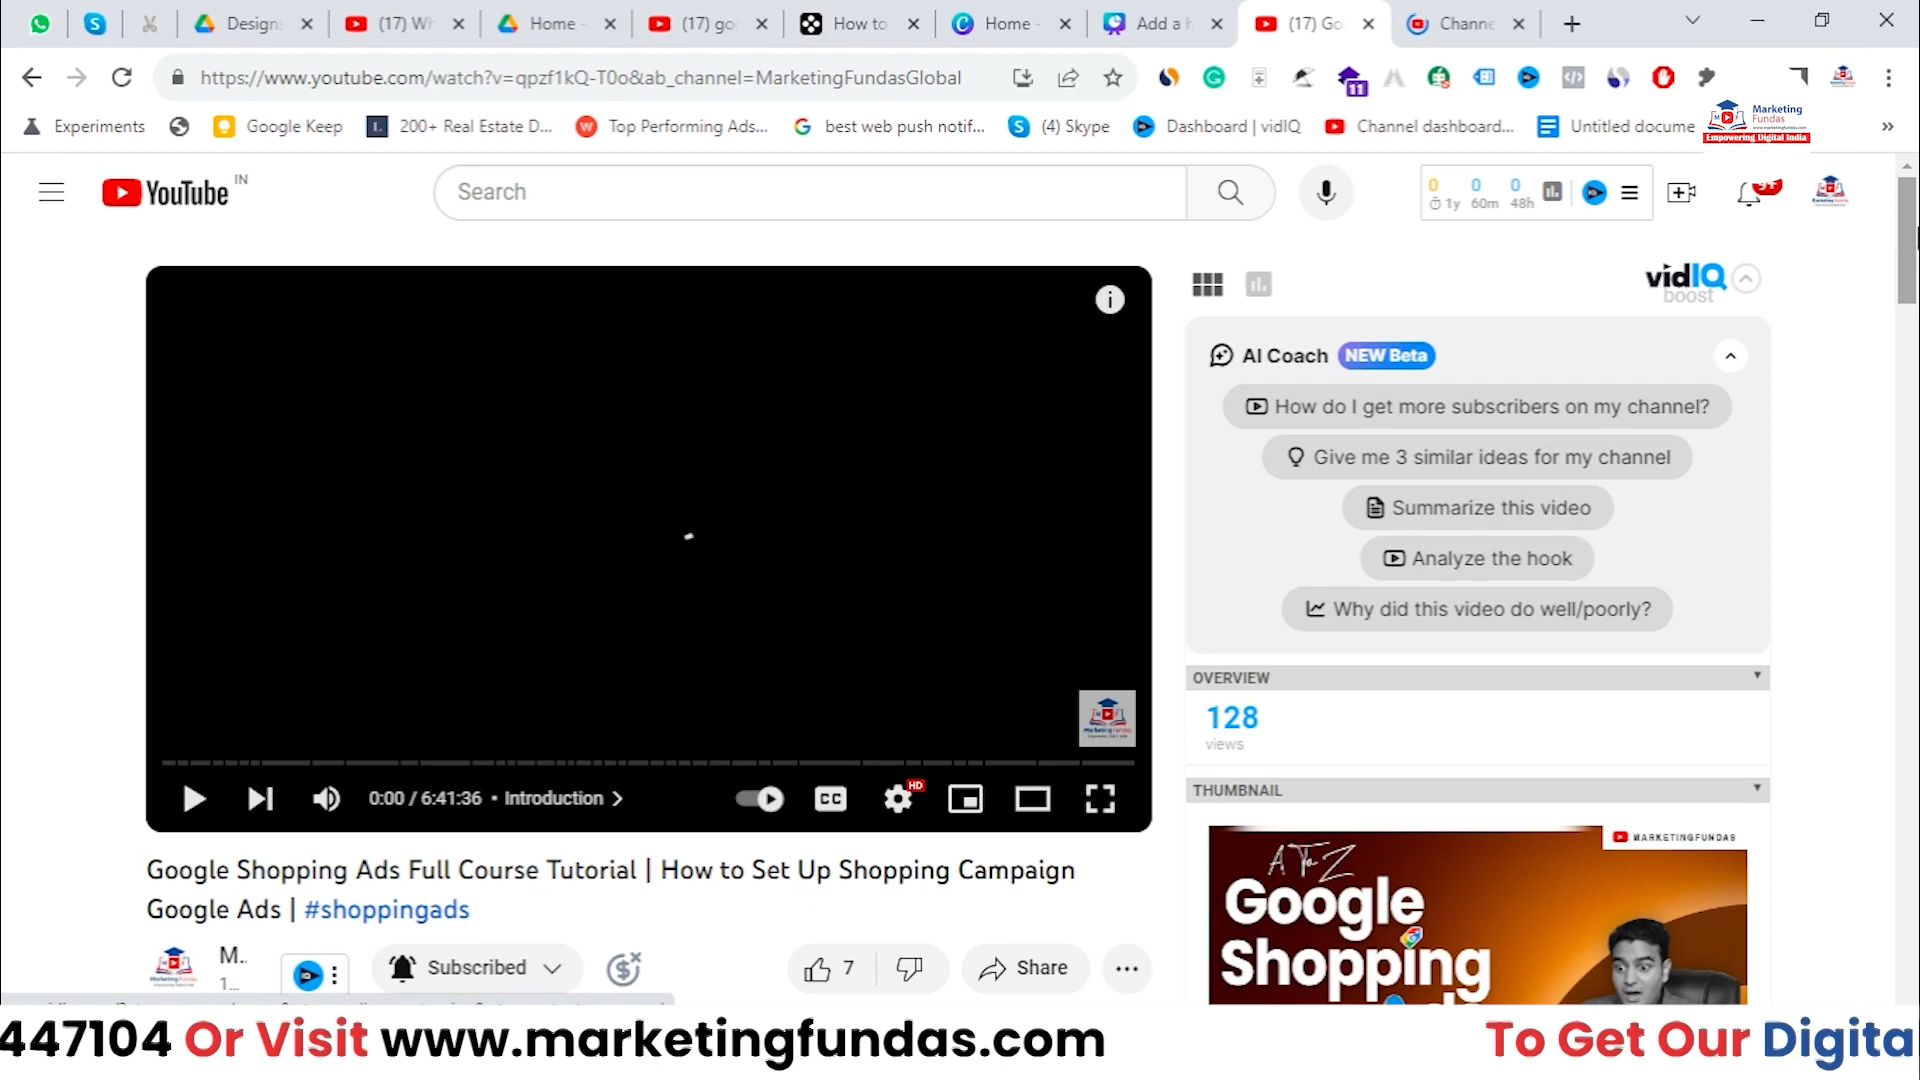 Design
(17) Wh
Home -
(17) go
How to
Home -
Add a h
(17) Go
Channe
https://www.youtube.com/watch?v=qpzf1kQ-T0o&ab_channel=MarketingFundasGlobal
11
Experiments
Google Keep
200+ Real Estate D...
Top Performing Ads...
best web push notif...
(4) Skype
Dashboard | vidIQ
Channel dashboard...
Untitled docume
Marketing
Fundas
www.marketingfundas.com
Empowering Digital India
YouTube IN
Search
0 0 0
1y 60m 48h
9+
vidIQ
boost
AI Coach NEW Beta
How do I get more subscribers on my channel?
Give me 3 similar ideas for my channel
Summarize this video
Analyze the hook
Why did this video do well/poorly?
OVERVIEW
128
views
THUMBNAIL
MARKETINGFUNDAS
A To Z
Google
Shopping
0:00 / 6:41:36 • Introduction
CC
HD
Google Shopping Ads Full Course Tutorial | How to Set Up Shopping Campaign
Google Ads | #shoppingads
M..
1...
Subscribed
7
Share
447104 Or Visit www.marketingfundas.com
To Get Our Digita